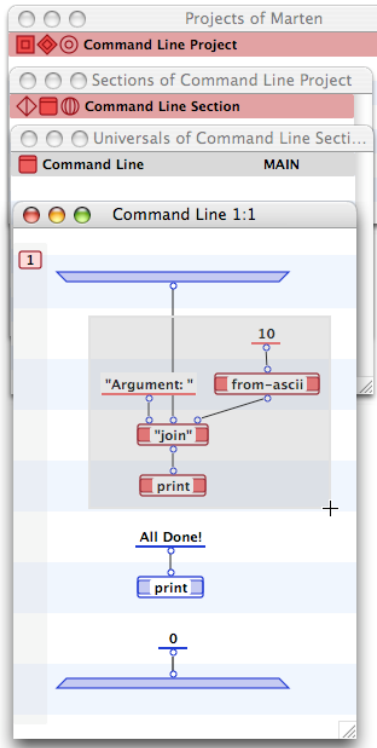 Projects of Marten
Command Line Project
Sections of Command Line Project
Command Line Section
Universals of Command Line Secti...
Command Line MAIN
Command Line 1:1
1
10
"Argument: " from-ascii
"join"
print
All Done!
print
0